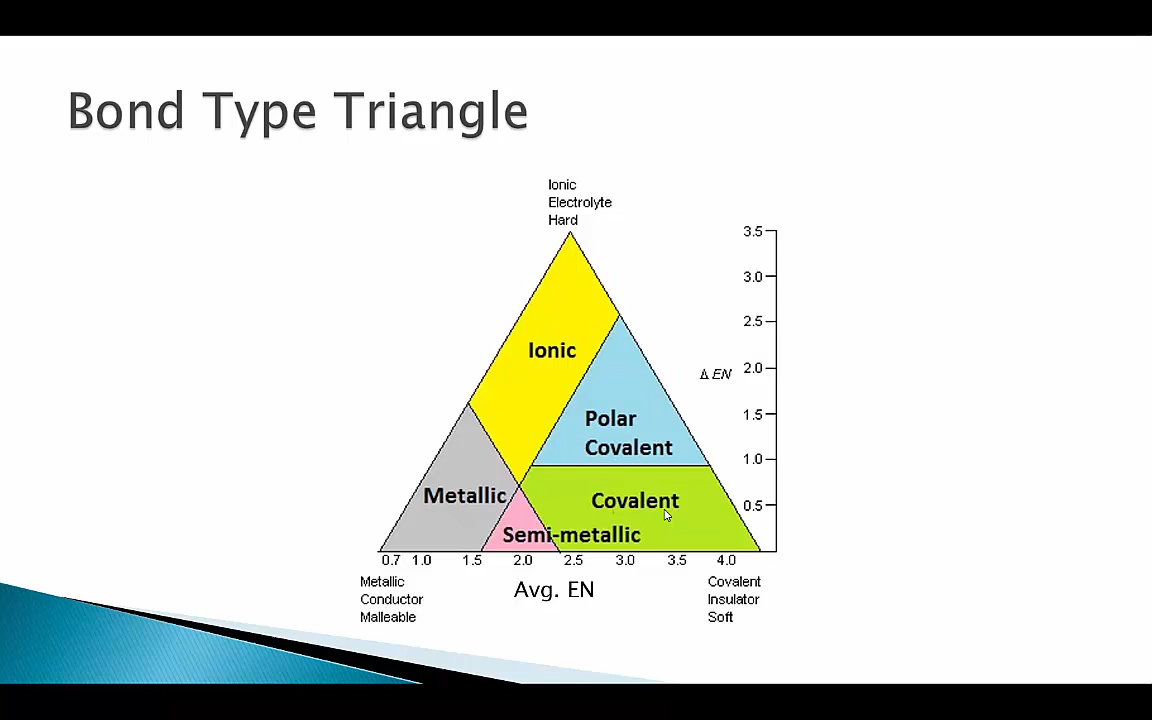 Bond Type Triangle
Ionic
Electrolyte
Hard
3.5
3.0
2.5
2.0
1.5
1.0
0.5
Δ EN
Ionic
Polar
Covalent
Metallic
Covalent
Semi-metallic
0.7 1.0 1.5 2.0 2.5 3.0 3.5 4.0
Metallic
Conductor
Malleable
Avg. EN
Covalent
Insulator
Soft